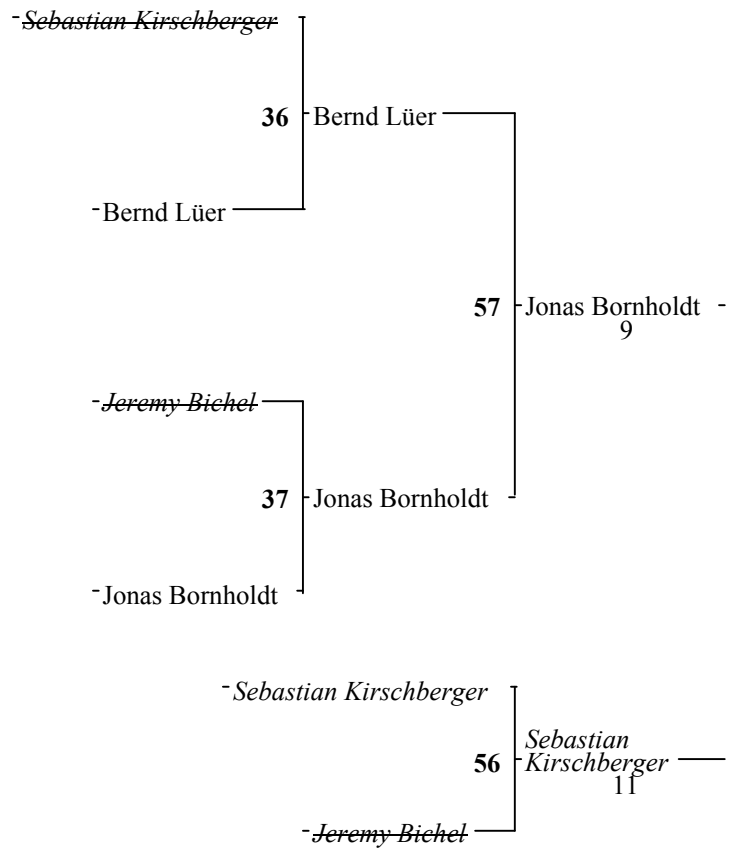 Sebastian Kirschberger
36 Bernd Lüer
Bernd Lüer
57 Jonas Bornholdt
9
Jeremy Bichel
37 Jonas Bornholdt
Jonas Bornholdt
Sebastian Kirschberger
Sebastian
56 Kirschberger
11
Jeremy Bichel